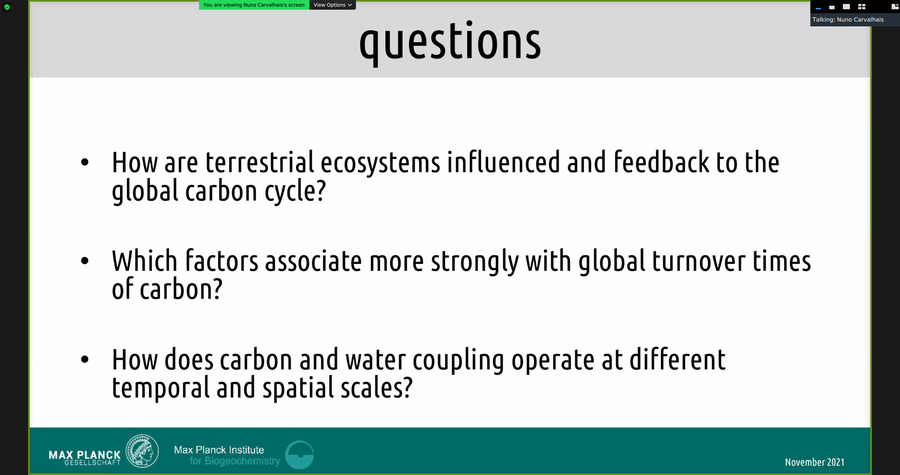 You are viewing Nuno Carvalhais's screen
View Options
Talking: Nuno Carvalhais
questions
• How are terrestrial ecosystems influenced and feedback to the
global carbon cycle?
• Which factors associate more strongly with global turnover times
of carbon?
• How does carbon and water coupling operate at different
temporal and spatial scales?
MAX PLANCK
GESELLSCHAFT
Max Planck Institute
for Biogeochemistry
November 2021